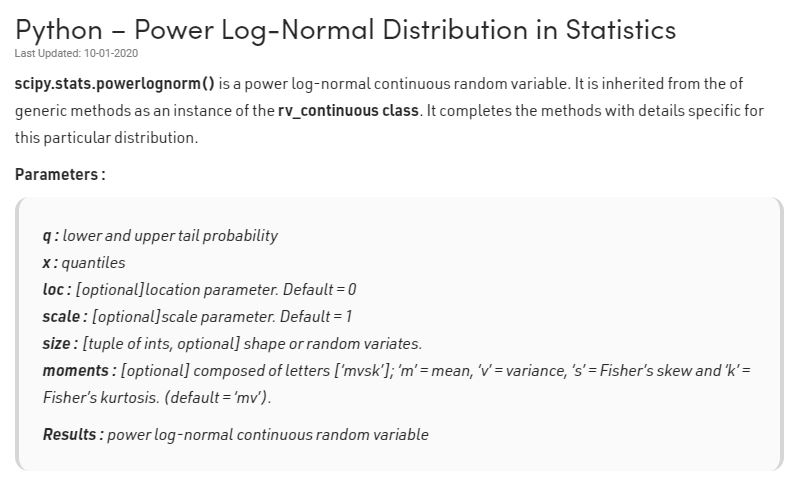 Python – Power Log-Normal Distribution in Statistics
Last Updated: 10-01-2020
scipy.stats.powerlognorm() is a power log-normal continuous random variable. It is inherited from the of
generic methods as an instance of the rv_continuous class. It completes the methods with details specific for
this particular distribution.
Parameters :
q : lower and upper tail probability
x : quantiles
loc : [optional]location parameter. Default = 0
scale : [optional]scale parameter. Default = 1
size : [tuple of ints, optional] shape or random variates.
moments : [optional] composed of letters [‘mvsk’]; ‘m’ = mean, ‘v’ = variance, ‘s’ = Fisher’s skew and ‘k’ =
Fisher’s kurtosis. (default = ‘mv’).
Results : power log-normal continuous random variable